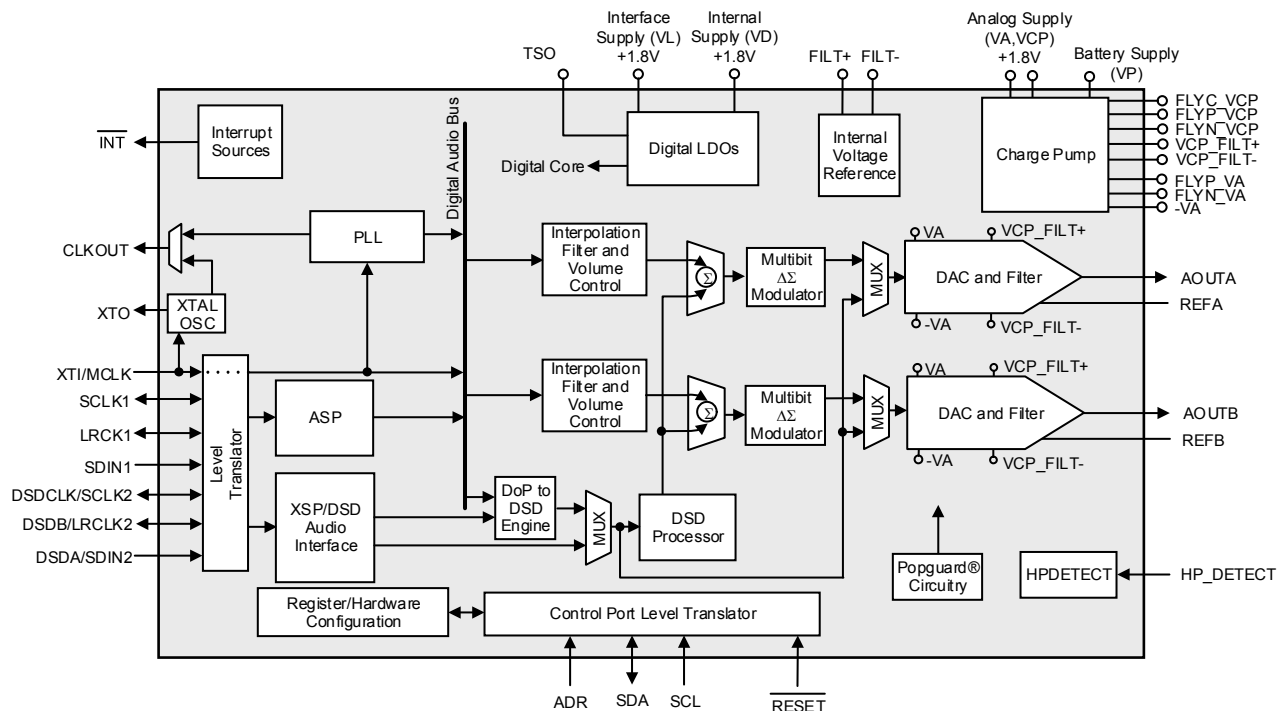 Interface
Supply (VL)
+1.8V
Internal
Supply (VD)
+1.8V
Analog Supply
(VA,VCP)
+1.8V
Battery Supply
(VP)
TSO
FILT+
FILT-
INT
Interrupt
Sources
Digital Audio Bus
Digital LDOs
Digital Core
Internal
Voltage
Reference
Charge Pump
FLYC_VCP
FLYP_VCP
FLYN_VCP
VCP_FILT+
VCP_FILT-
FLYP_VA
FLYN_VA
-VA
CLKOUT
PLL
XTO
XTAL
OSC
Interpolation
Filter and
Volume
Control
Σ
Multibit
ΔΣ
Modulator
MUX
VA
VCP_FILT+
DAC and Filter
-VA
VCP_FILT-
AOUTA
REFA
XTI/MCLK
SCLK1
LRCK1
SDIN1
DSDCLK/SCLK2
DSDB/LRCLK2
DSDA/SDIN2
Level
Translator
ASP
XSP/DSD
Audio
Interface
Interpolation
Filter and
Volume
Control
Σ
Multibit
ΔΣ
Modulator
MUX
VA
VCP_FILT+
DAC and Filter
-VA
VCP_FILT-
AOUTB
REFB
DoP to
DSD
Engine
MUX
DSD
Processor
Popguard®
Circuitry
HPDETECT
HP_DETECT
Register/Hardware
Configuration
Control Port Level Translator
ADR
SDA
SCL
RESET